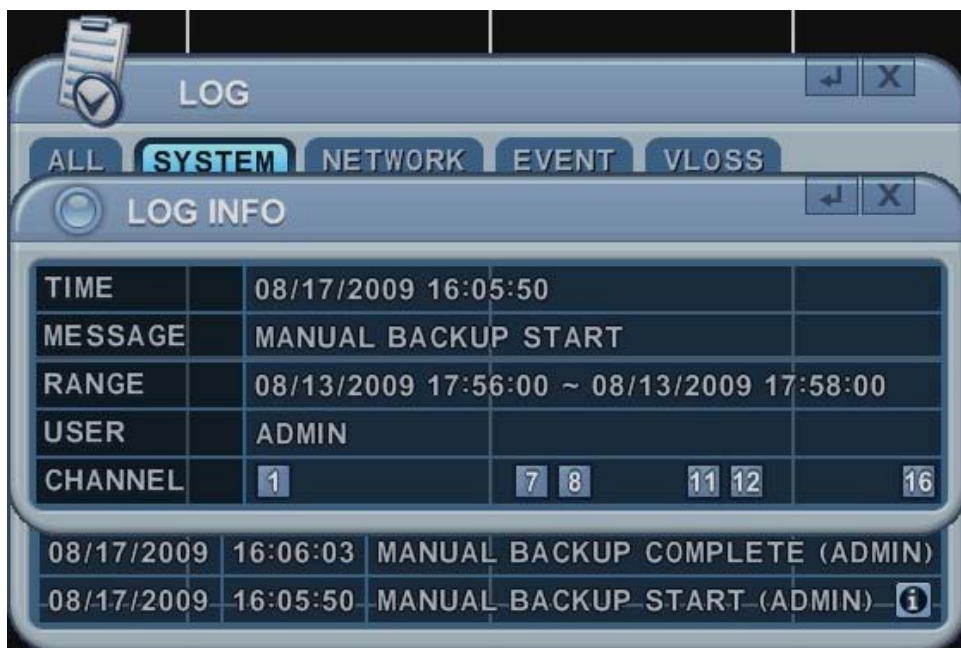 LOG
X
ALL SYSTEM NETWORK EVENT VLOSS
LOG INFO
X
TIME 08/17/2009 16:05:50
MESSAGE MANUAL BACKUP START
RANGE 08/13/2009 17:56:00 ~ 08/13/2009 17:58:00
USER ADMIN
CHANNEL 1 7 8 11 12 16
08/17/2009 16:06:03 MANUAL BACKUP COMPLETE (ADMIN)
08/17/2009 16:05:50 MANUAL BACKUP START (ADMIN) i